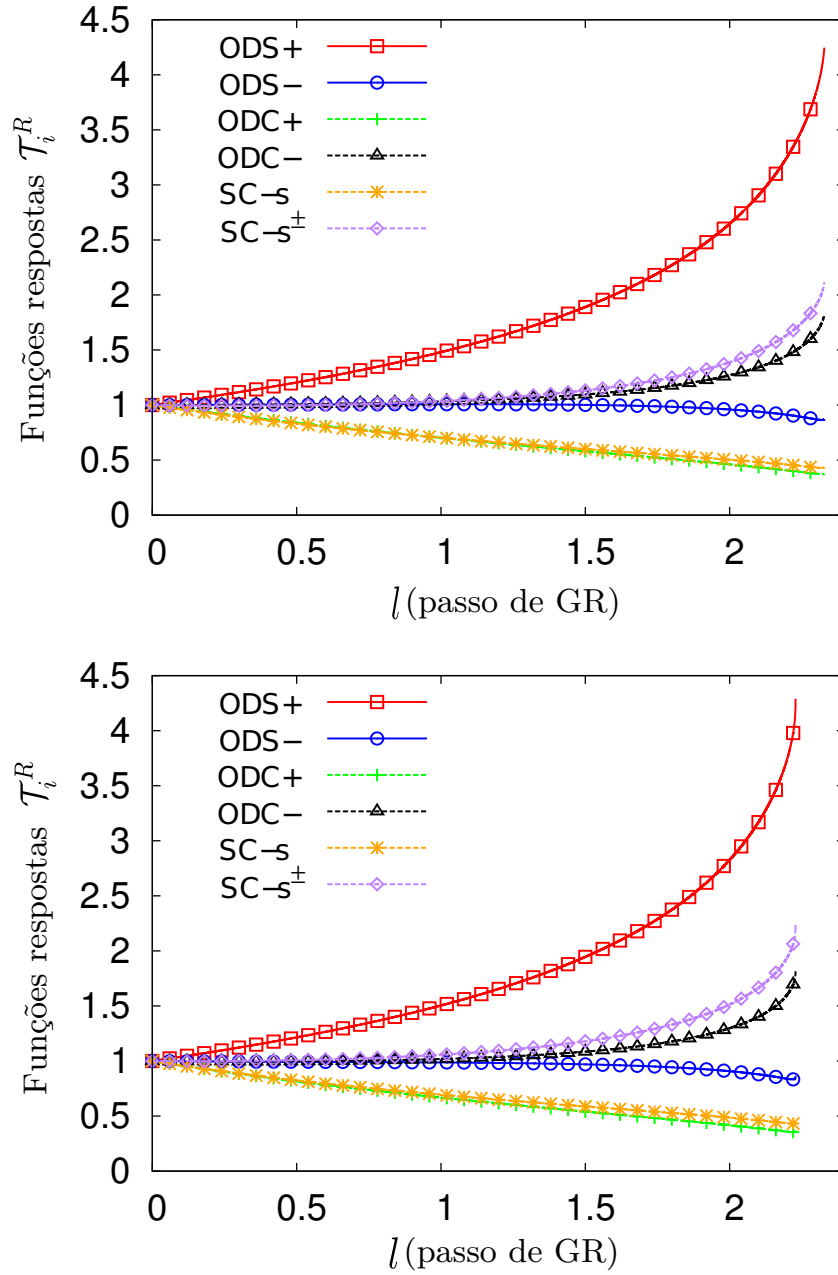 4.5
4
3.5
3
2.5
2
1.5
1
0.5
0
Funções respostas 𝒯ᵢᴿ
ODS+
ODS−
ODC+
ODC−
SC−s
SC−s±
0 0.5 1 1.5 2
l (passo de GR)
4.5
4
3.5
3
2.5
2
1.5
1
0.5
0
Funções respostas 𝒯ᵢᴿ
ODS+
ODS−
ODC+
ODC−
SC−s
SC−s±
0 0.5 1 1.5 2
l (passo de GR)